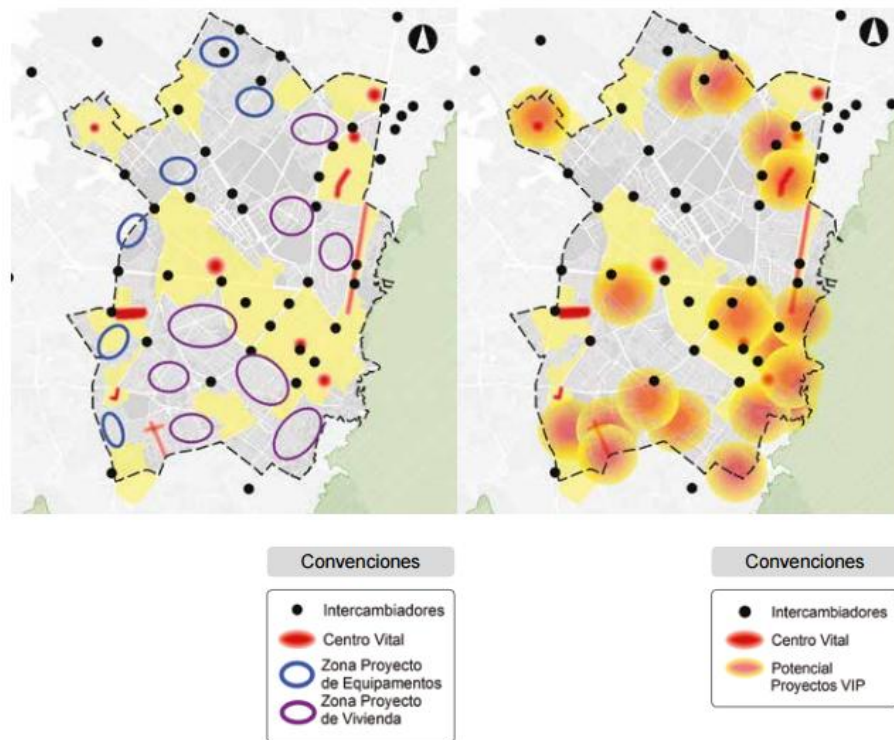 Convenciones
Intercambiadores
Centro Vital
Zona Proyecto
de Equipamentos
Zona Proyecto
de Vivienda
Convenciones
Intercambiadores
Centro Vital
Potencial
Proyectos VIP